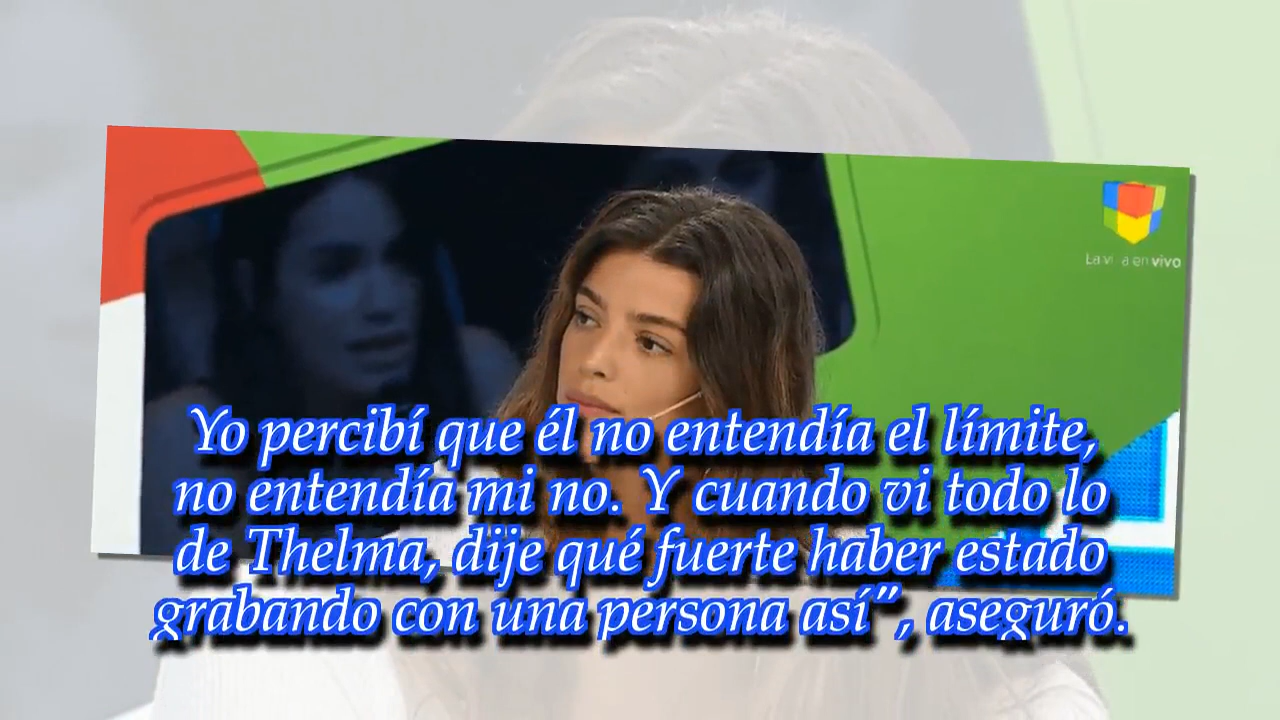 La vi a en vivo
Yo percibí que él no entendía el límite,
no entendía mi no. Y cuando vi todo lo
de Thelma, dije qué fuerte haber estado
grabando con una persona así”, aseguró.